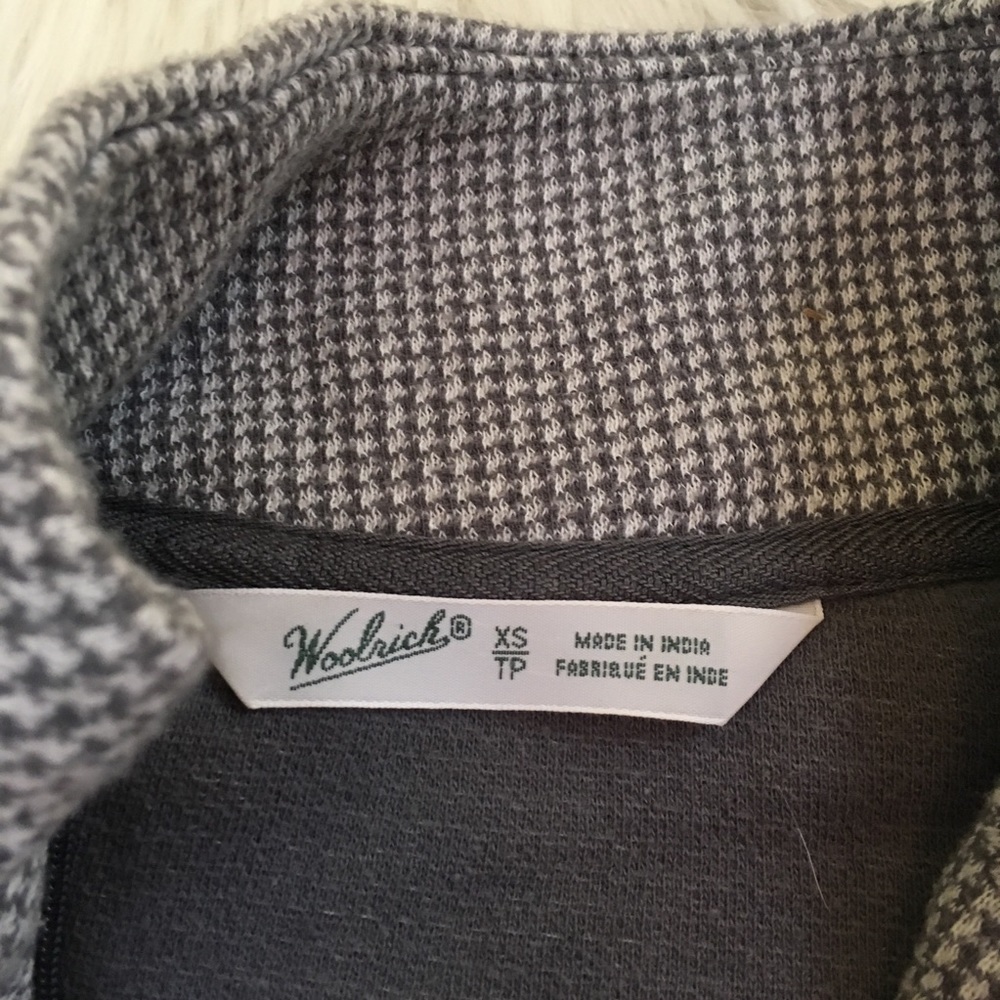 Woolrich®
XS
TP
MADE IN INDIA
FABRIQUÉ EN INDE